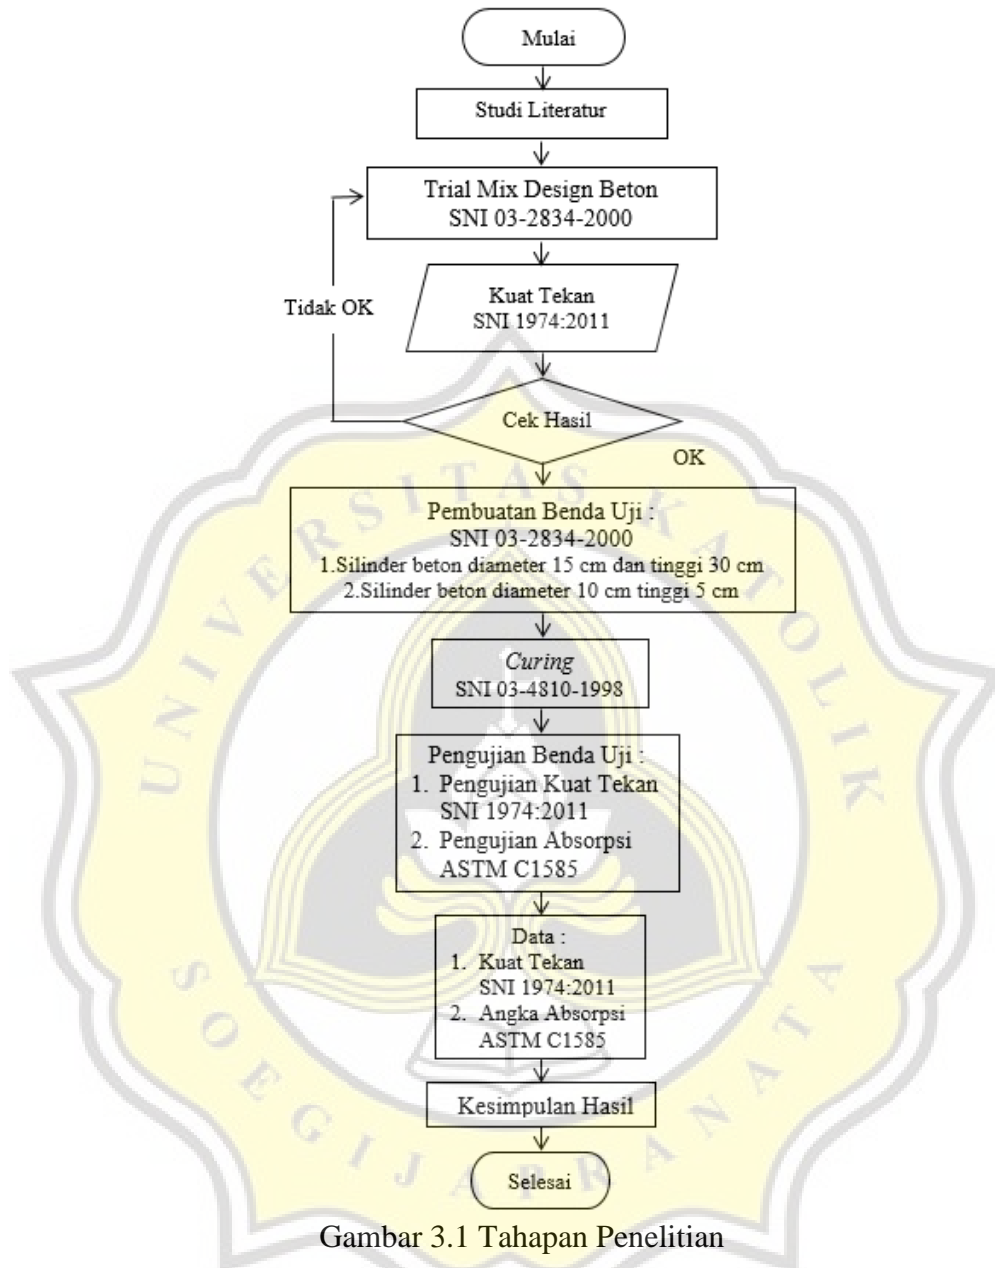 Mulai
Studi Literatur
Trial Mix Design Beton
SNI 03-2834-2000
Kuat Tekan
SNI 1974:2011
Tidak OK
Cek Hasil
OK
Pembuatan Benda Uji :
SNI 03-2834-2000
1.Silinder beton diameter 15 cm dan tinggi 30 cm
2.Silinder beton diameter 10 cm tinggi 5 cm
Curing
SNI 03-4810-1998
Pengujian Benda Uji :
1. Pengujian Kuat Tekan
SNI 1974:2011
2. Pengujian Absorpsi
ASTM C1585
Data :
1. Kuat Tekan
SNI 1974:2011
2. Angka Absorpsi
ASTM C1585
Kesimpulan Hasil
Selesai
Gambar 3.1 Tahapan Penelitian
UNIVERSITAS KATOLIK
SOEGIJAPRANATA